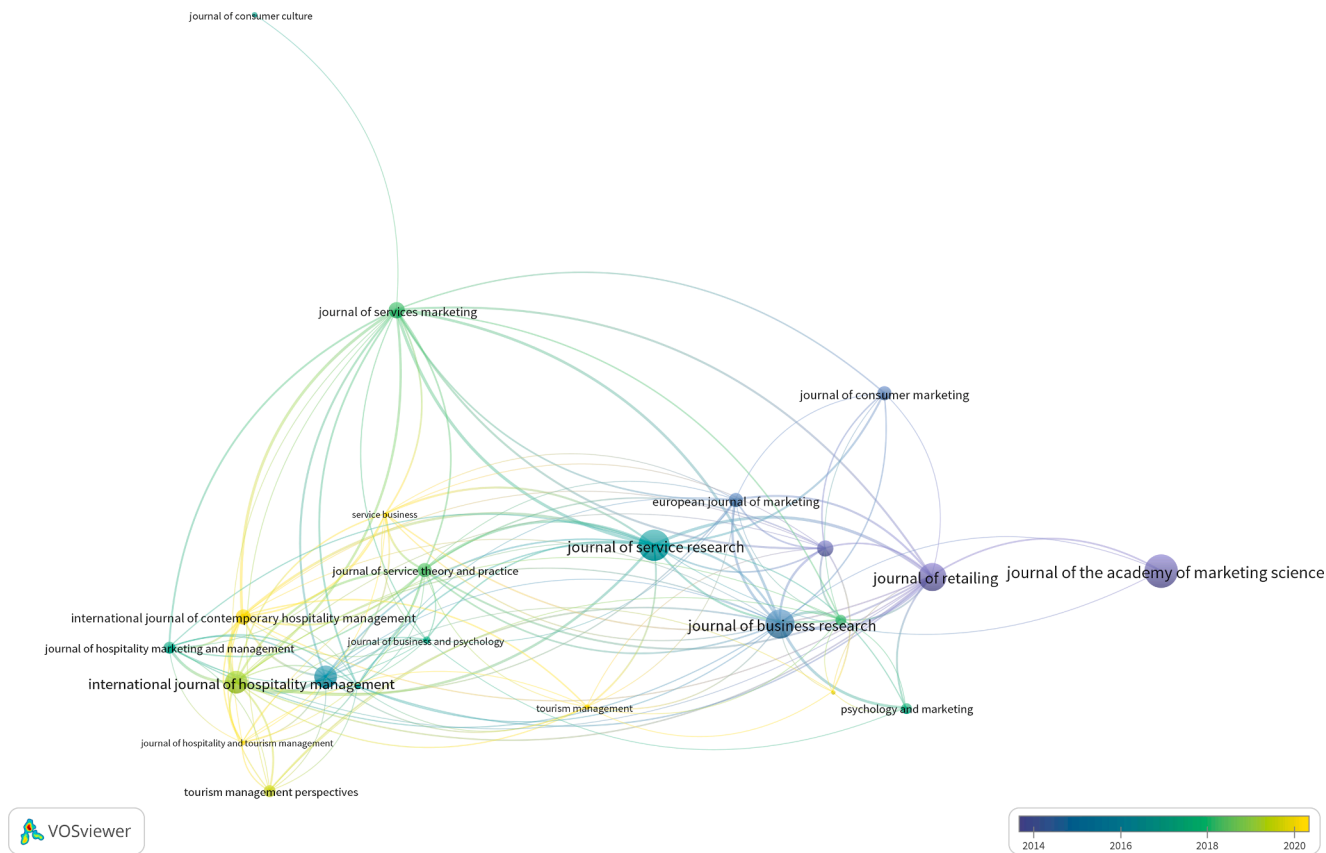 journal of consumer culture
journal of services marketing
journal of consumer marketing
european journal of marketing
service business
journal of service research
journal of service theory and practice
journal of retailing
journal of the academy of marketing science
international journal of contemporary hospitality management
journal of business research
journal of business and psychology
journal of hospitality marketing and management
international journal of hospitality management
tourism management
psychology and marketing
journal of hospitality and tourism management
tourism management perspectives
VOSviewer
2014 2016 2018 2020